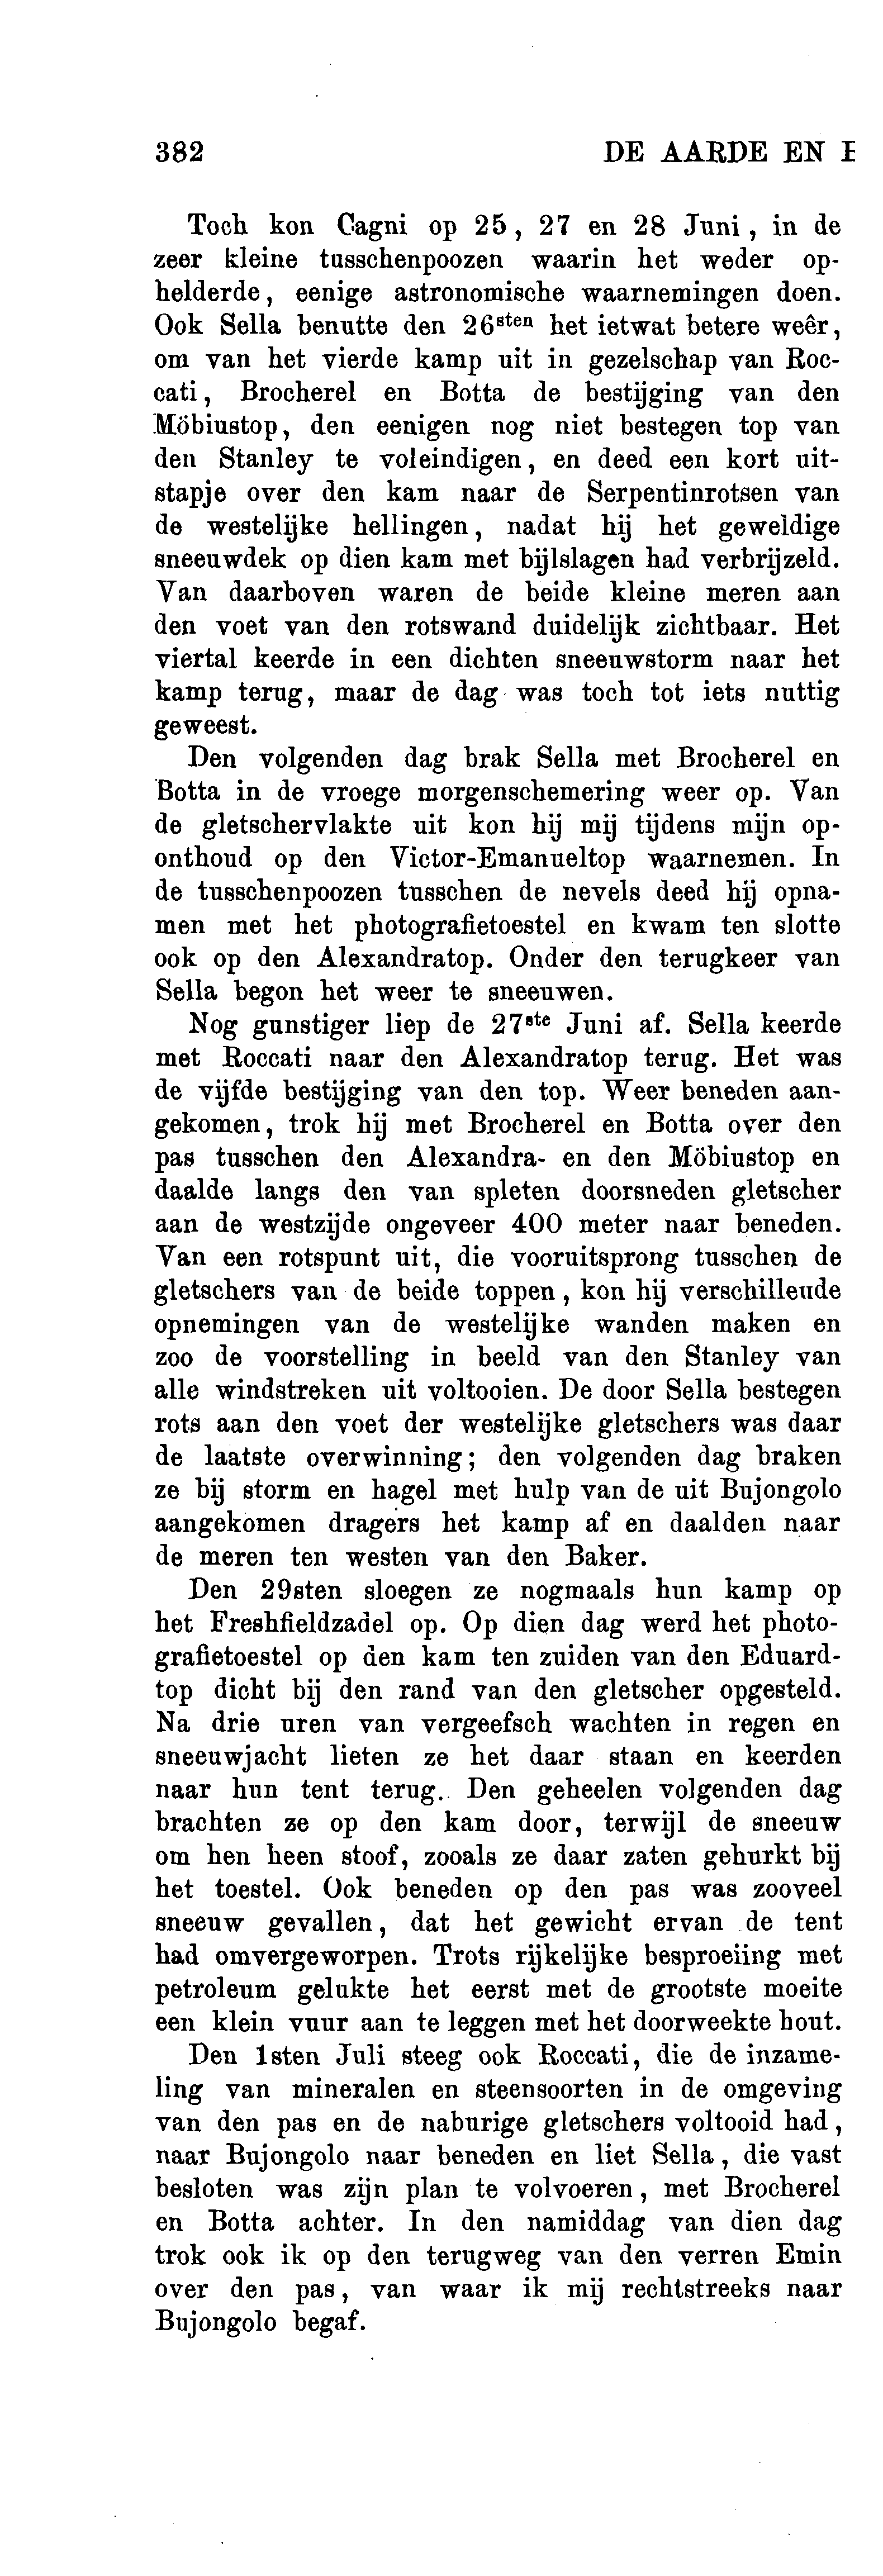 382 DE AARDE EN
Toch kon Cagni op 25, 27 en 28 Juni, in de
zeer kleine tusschenpoozen waarin het weder op-
helderde, eenige astronomische waarnemingen doen.
Ook Sella benutte den 26sten het ietwat betere weêr,
om van het vierde kamp uit in gezelschap van Roc-
cati, Brocherel en Botta de bestijging van den
Möbiustop, den eenigen nog niet bestegen top van
den Stanley te voleindigen, en deed een kort uit-
stapje over den kam naar de Serpentinrotsen van
de westelijke hellingen, nadat hij het geweldige
sneeuwdek op dien kam met bijlslagen had verbrijzeld.
Van daarboven waren de beide kleine meren aan
den voet van den rotswand duidelijk zichtbaar. Het
viertal keerde in een dichten sneeuwstorm naar het
kamp terug, maar de dag was toch tot iets nuttig
geweest.
Den volgenden dag brak Sella met Brocherel en
Botta in de vroege morgenschemering weer op. Van
de gletschervlakte uit kon hij mij tijdens mijn op-
onthoud op den Victor-Emanueltop waarnemen. In
de tusschenpoozen tusschen de nevels deed hij opna-
men met het photografietoestel en kwam ten slotte
ook op den Alexandratop. Onder den terugkeer van
Sella begon het weer te sneeuwen.
Nog gunstiger liep de 27ste Juni af. Sella keerde
met Roccati naar den Alexandratop terug. Het was
de vijfde bestijging van den top. Weer beneden aan-
gekomen, trok hij met Brocherel en Botta over den
pas tusschen den Alexandra- en den Möbiustop en
daalde langs den van spleten doorsneden gletscher
aan de westzijde ongeveer 400 meter naar beneden.
Van een rotspunt uit, die vooruitsprong tusschen de
gletschers van de beide toppen, kon hij verschillende
opnemingen van de westelijke wanden maken en
zoo de voorstelling in beeld van den Stanley van
alle windstreken uit voltooien. De door Sella bestegen
rots aan den voet der westelijke gletschers was daar
de laatste overwinning; den volgenden dag braken
ze bij storm en hagel met hulp van de uit Bujongolo
aangekomen dragers het kamp af en daalden naar
de meren ten westen van den Baker.
Den 29sten sloegen ze nogmaals hun kamp op
het Freshfieldzadel op. Op dien dag werd het photo-
grafietoestel op den kam ten zuiden van den Eduard-
top dicht bij den rand van den gletscher opgesteld.
Na drie uren van vergeefsch wachten in regen en
sneeuwjacht lieten ze het daar staan en keerden
naar hun tent terug. Den geheelen volgenden dag
brachten ze op den kam door, terwijl de sneeuw
om hen heen stoof, zooals ze daar zaten gehurkt bij
het toestel. Ook beneden op den pas was zooveel
sneeuw gevallen, dat het gewicht ervan de tent
had omvergeworpen. Trots rijkelijke besproeiing met
petroleum gelukte het eerst met de grootste moeite
een klein vuur aan te leggen met het doorweekte hout.
Den 1sten Juli steeg ook Roccati, die de inzame-
ling van mineralen en steensoorten in de omgeving
van den pas en de naburige gletschers voltooid had,
naar Bujongolo naar beneden en liet Sella, die vast
besloten was zijn plan te volvoeren, met Brocherel
en Botta achter. In den namiddag van dien dag
trok ook ik op den terugweg van den verren Emin
over den pas, van waar ik mij rechtstreeks naar
Bujongolo begaf.